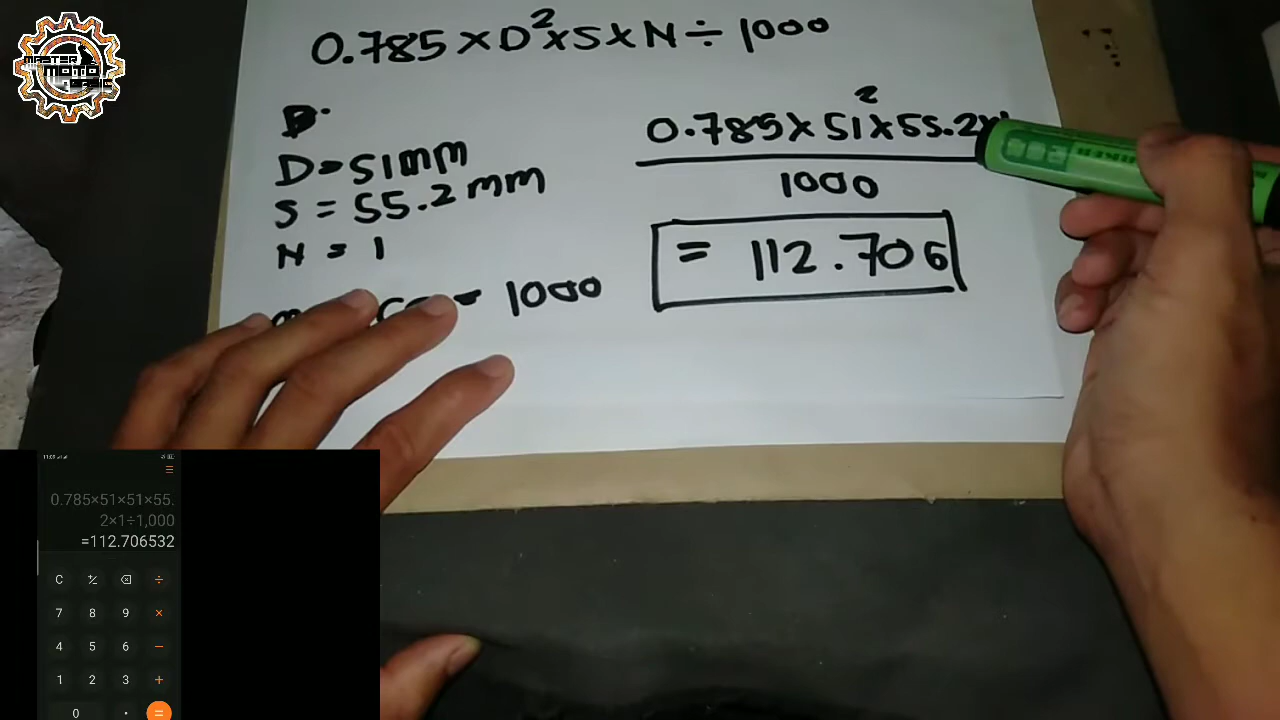 MASTER
MOTO
0.785×D²×S×N÷1000
D=51mm
S=55.2mm
N=1
1000
0.785×51²×55.2×
1000
= 112.706
0.785×51×51×55.
2×1÷1,000
=112.706532
C +/- ÷
7 8 9 ×
4 5 6 −
1 2 3 +
0 . =